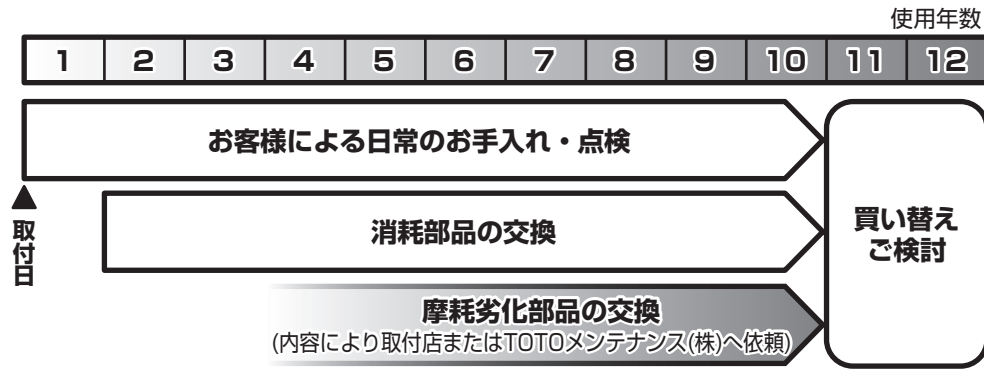 使用年数
1 2 3 4 5 6 7 8 9 10 11 12
お客様による日常のお手入れ・点検
取付日
消耗部品の交換
買い替え
ご検討
摩耗劣化部品の交換
(内容により取付店またはTOTOメンテナンス(株)へ依頼)